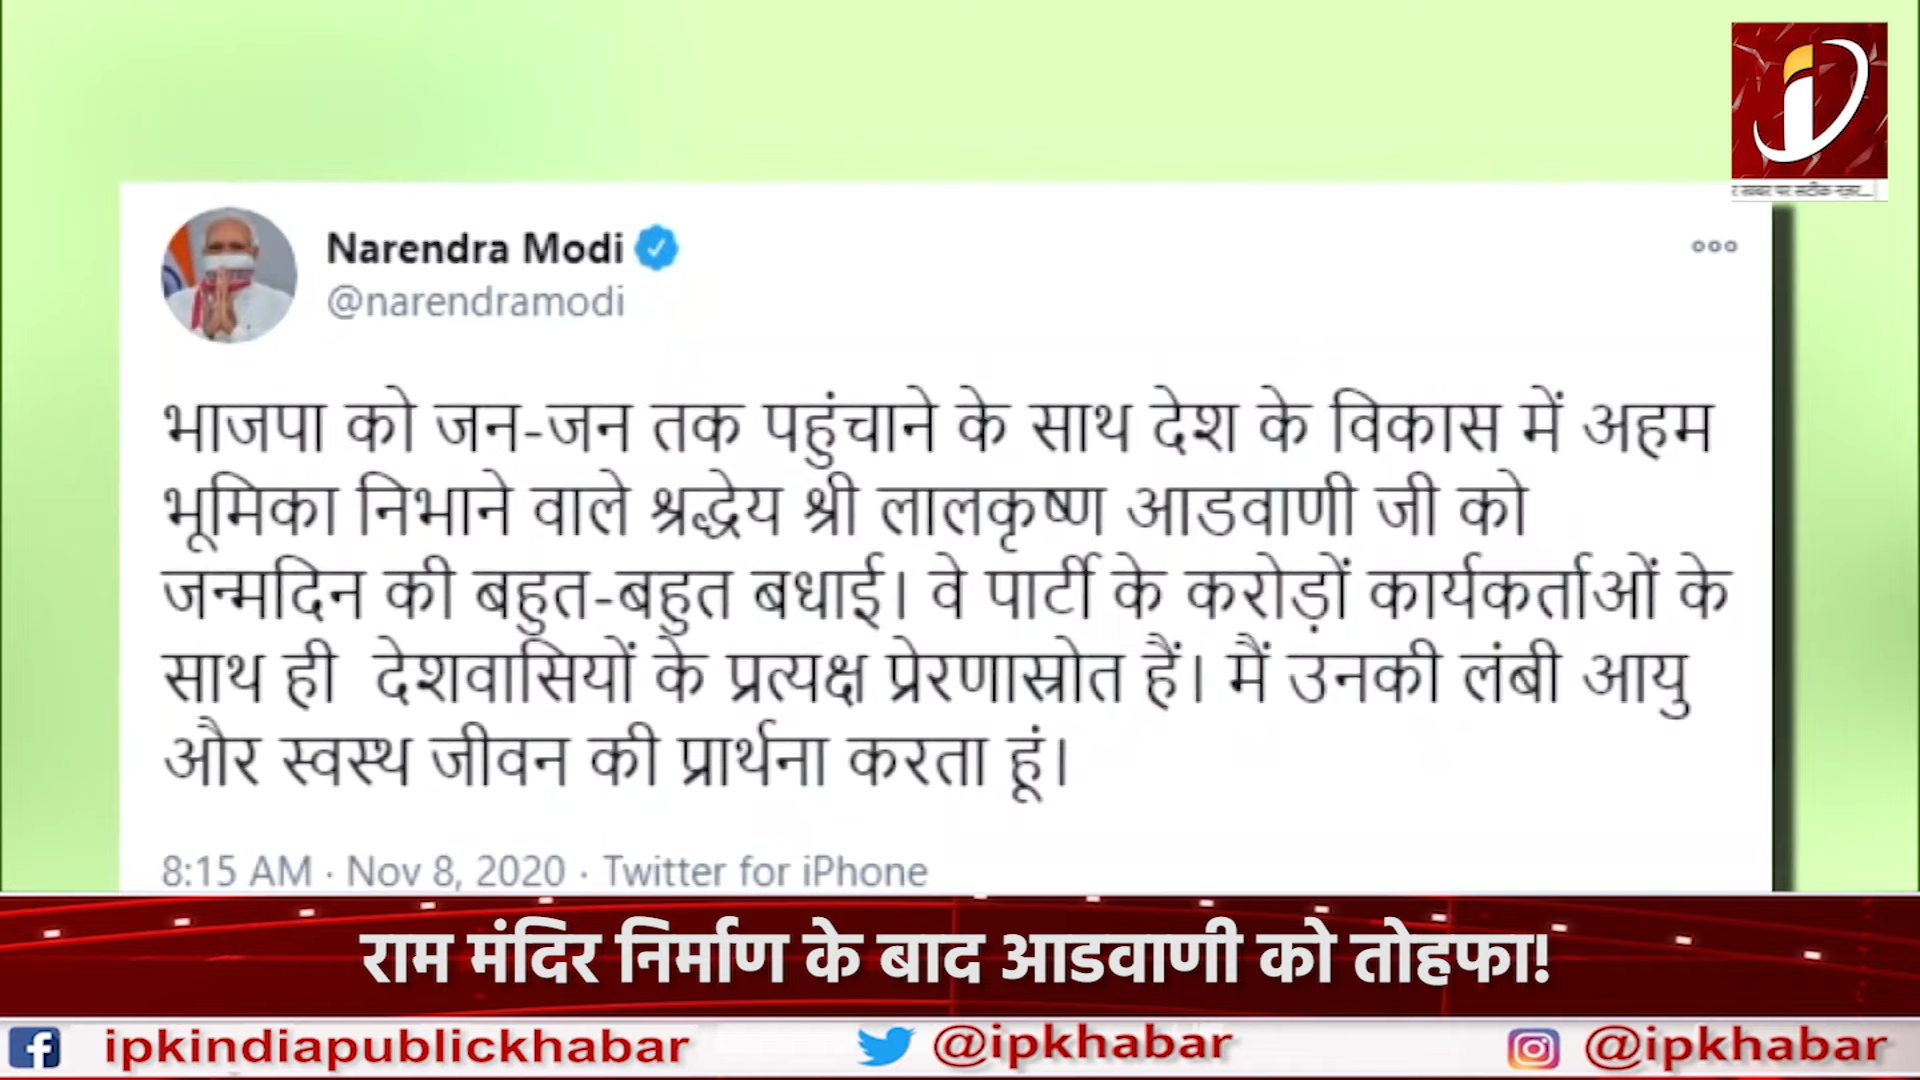 Narendra Modi
@narendramodi
भाजपा को जन-जन तक पहुंचाने के साथ देश के विकास में अहम
भूमिका निभाने वाले श्रद्धेय श्री लालकृष्ण आडवाणी जी को
जन्मदिन की बहुत-बहुत बधाई। वे पार्टी के करोड़ों कार्यकर्ताओं के
साथ ही देशवासियों के प्रत्यक्ष प्रेरणास्रोत हैं। मैं उनकी लंबी आयु
और स्वस्थ जीवन की प्रार्थना करता हूं।
8:15 AM · Nov 8, 2020 · Twitter for iPhone
राम मंदिर निर्माण के बाद आडवाणी को तोहफा!
ipkindiapublickhabar @ipkhabar @ipkhabar